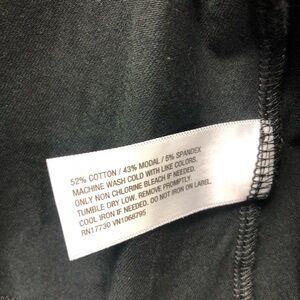 52% COTTON / 43% MODAL / 5% SPANDEX
MACHINE WASH COLD WITH LIKE COLORS.
ONLY NON CHLORINE BLEACH IF NEEDED.
TUMBLE DRY LOW. REMOVE PROMPTLY.
COOL IRON IF NEEDED. DO NOT IRON ON LABEL.
RN17730 VN1068795